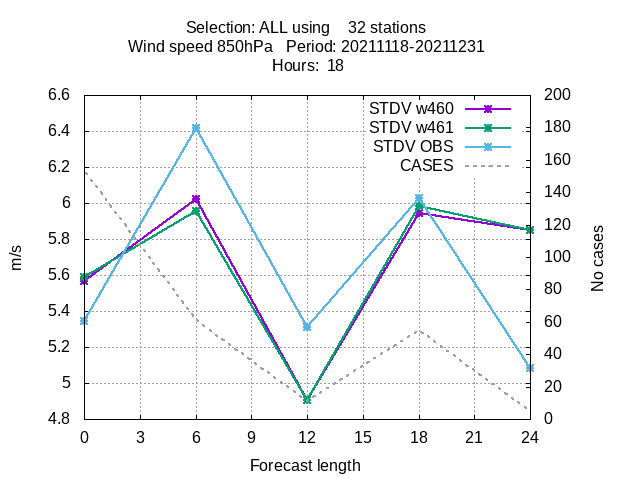 Selection: ALL using    32 stations
Wind speed 850hPa   Period: 20211118-20211231
Hours:  18
STDV w460
STDV w461
STDV OBS
CASES
6.6
6.4
6.2
6
5.8
5.6
5.4
5.2
5
4.8
m/s
200
180
160
140
120
100
80
60
40
20
0
No cases
0 3 6 9 12 15 18 21 24
Forecast length